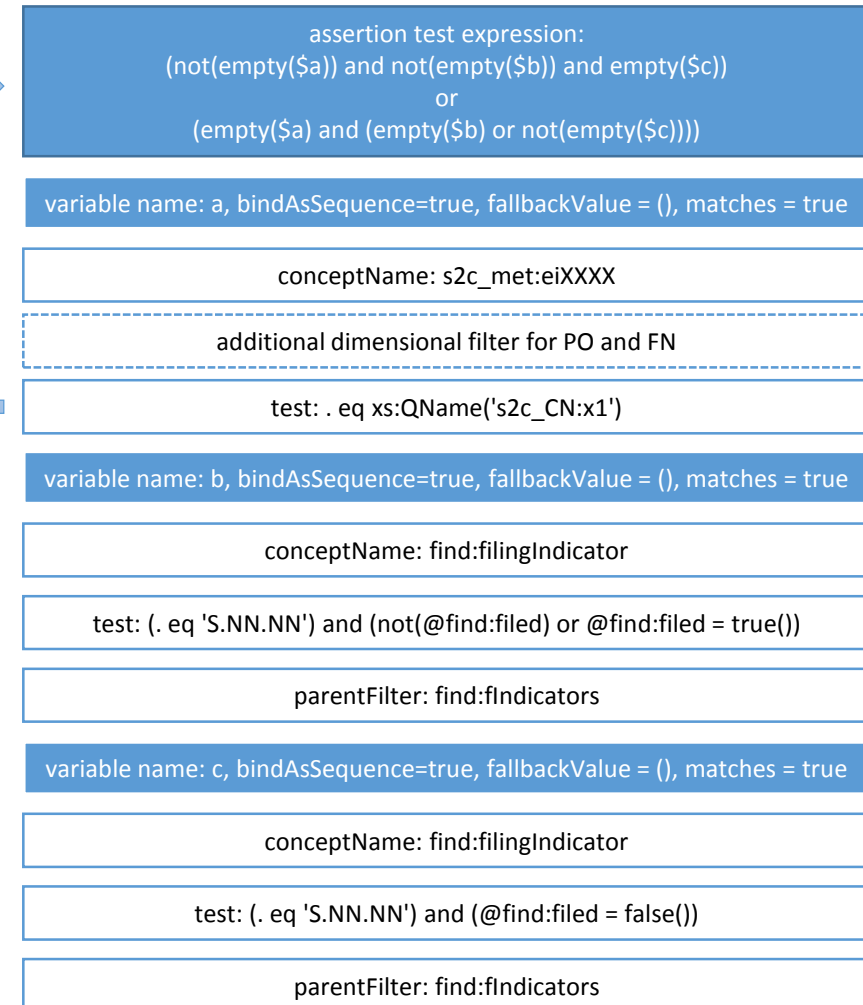 assertion test expression:
(not(empty($a)) and not(empty($b)) and empty($c))
or
(empty($a) and (empty($b) or not(empty($c))))
variable name: a, bindAsSequence=true, fallbackValue = (), matches = true
conceptName: s2c_met:eiXXXX
additional dimensional filter for PO and FN
test: . eq xs:QName('s2c_CN:x1')
variable name: b, bindAsSequence=true, fallbackValue = (), matches = true
conceptName: find:filingIndicator
test: (. eq 'S.NN.NN') and (not(@find:filed) or @find:filed = true())
parentFilter: find:fIndicators
variable name: c, bindAsSequence=true, fallbackValue = (), matches = true
conceptName: find:filingIndicator
test: (. eq 'S.NN.NN') and (@find:filed = false())
parentFilter: find:fIndicators